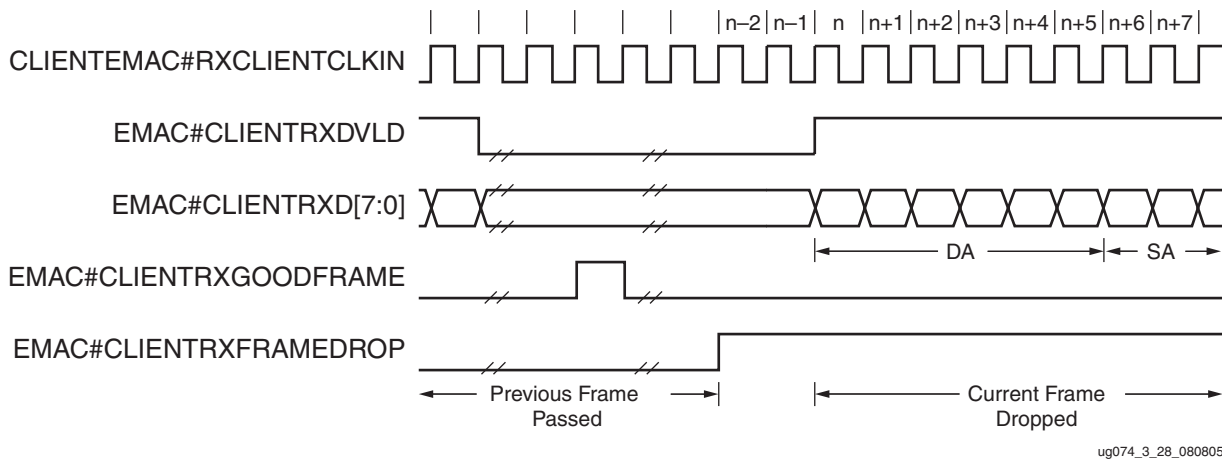 n–2 n–1 n n+1 n+2 n+3 n+4 n+5 n+6 n+7
CLIENTEMAC#RXCLIENTCLKIN
EMAC#CLIENTRXDVLD
EMAC#CLIENTRXD[7:0]
DA SA
EMAC#CLIENTRXGOODFRAME
EMAC#CLIENTRXFRAMEDROP
Previous Frame Current Frame
Passed Dropped
ug074_3_28_080805